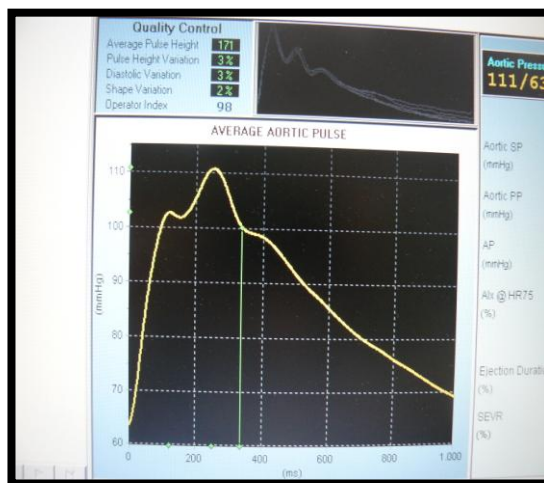 Quality Control
Average Pulse Height 171
Pulse Height Variation 3%
Diastolic Variation 3%
Shape Variation 2%
Operator Index 98
Aortic Pressu
111/63
AVERAGE AORTIC PULSE
Aortic SP
(mmHg)
Aortic PP
(mmHg)
AP
(mmHg)
AIx @ HR75
(%)
Ejection Duratio
(%)
SEVR
(%)
110
100
90
80
70
60
(mmHg)
0 200 400 600 800 1.000
(ms)